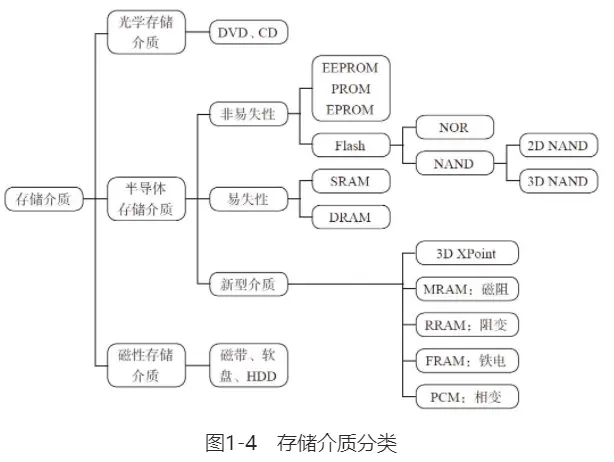 光学存储
介质
DVD、CD
EEPROM
PROM
EPROM
非易失性
Flash
NOR
NAND
2D NAND
3D NAND
存储介质
半导体
存储介质
易失性
SRAM
DRAM
新型介质
3D XPoint
MRAM：磁阻
RRAM：阻变
FRAM：铁电
PCM：相变
磁性存储
介质
磁带、软
盘、HDD
图1-4 存储介质分类